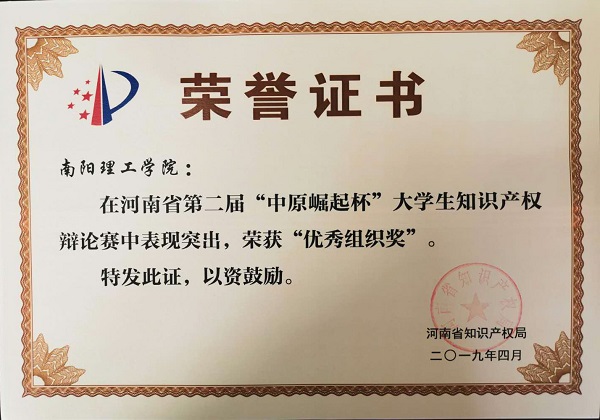 荣誉证书
南阳理工学院：
在河南省第二届“中原崛起杯”大学生知识产权
辩论赛中表现突出，荣获“优秀组织奖”。
特发此证，以资鼓励。
河南省知识产权局
二〇一九年四月